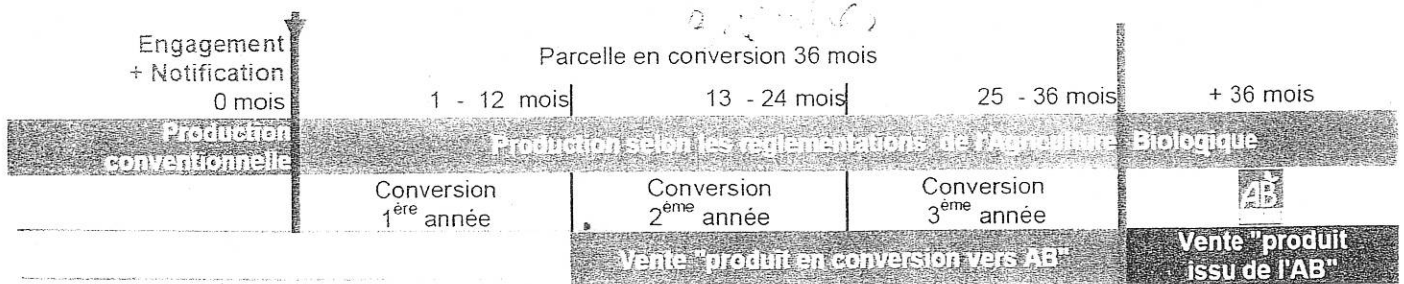 Engagement
+ Notification
0 mois
Parcelle en conversion 36 mois
1 - 12 mois
13 - 24 mois
25 - 36 mois
+ 36 mois
Production
conventionnelle
Production selon les reglementations de l'Agriculture Biologique
Conversion
1ère année
Conversion
2ème année
Conversion
3ème année
AB
Vente "produit en conversion vers AB"
Vente "produit
issu de l'AB"